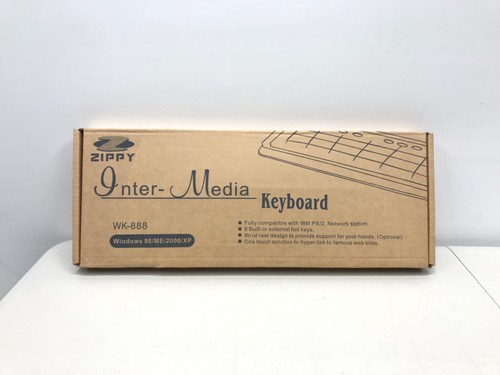 ZIPPY
Inter- Media
Keyboard
WK-888
Windows 98/ME/2000/XP
Fully compatible with IBM PS/2, Network station.
9 Built-in external hot keys.
Wrist rest design to provide support for your hands. (Optional)
One touch solution to hyper link to famous web sites.